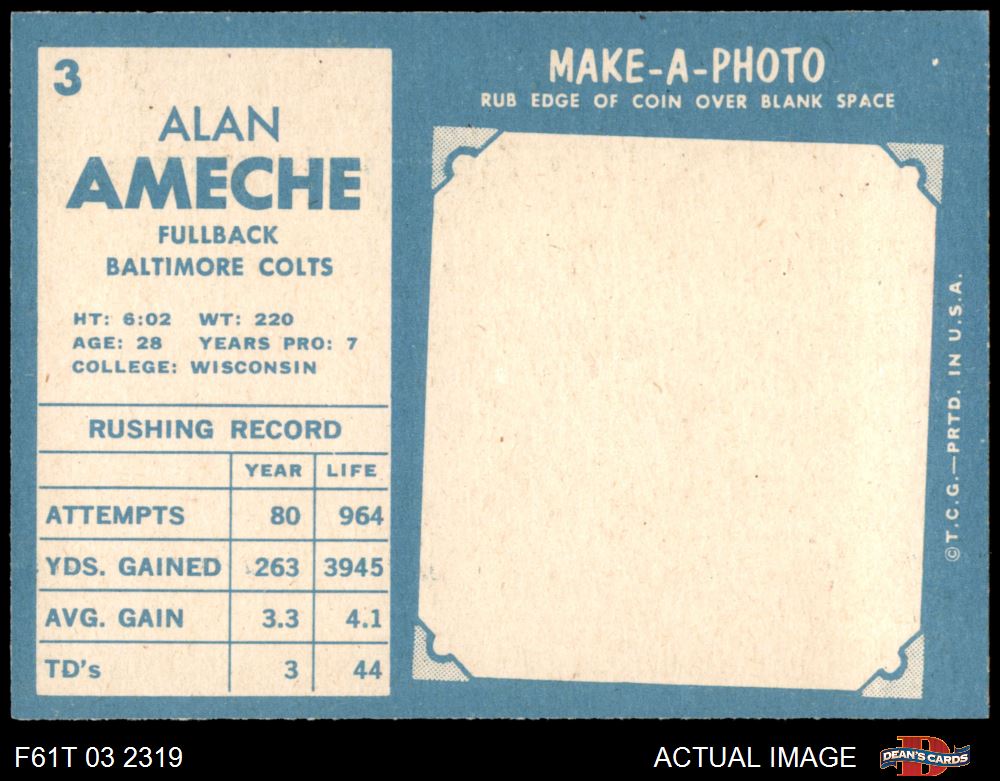 3
ALAN
AMECHE
FULLBACK
BALTIMORE COLTS
HT: 6:02 WT: 220
AGE: 28 YEARS PRO: 7
COLLEGE: WISCONSIN
RUSHING RECORD
YEAR LIFE
ATTEMPTS 80 964
YDS. GAINED 263 3945
AVG. GAIN 3.3 4.1
TD's 3 44
MAKE-A-PHOTO
RUB EDGE OF COIN OVER BLANK SPACE
©T.C.G.—PRTD. IN U.S.A.
F61T 03 2319
ACTUAL IMAGE
D
DEAN'S CARDS